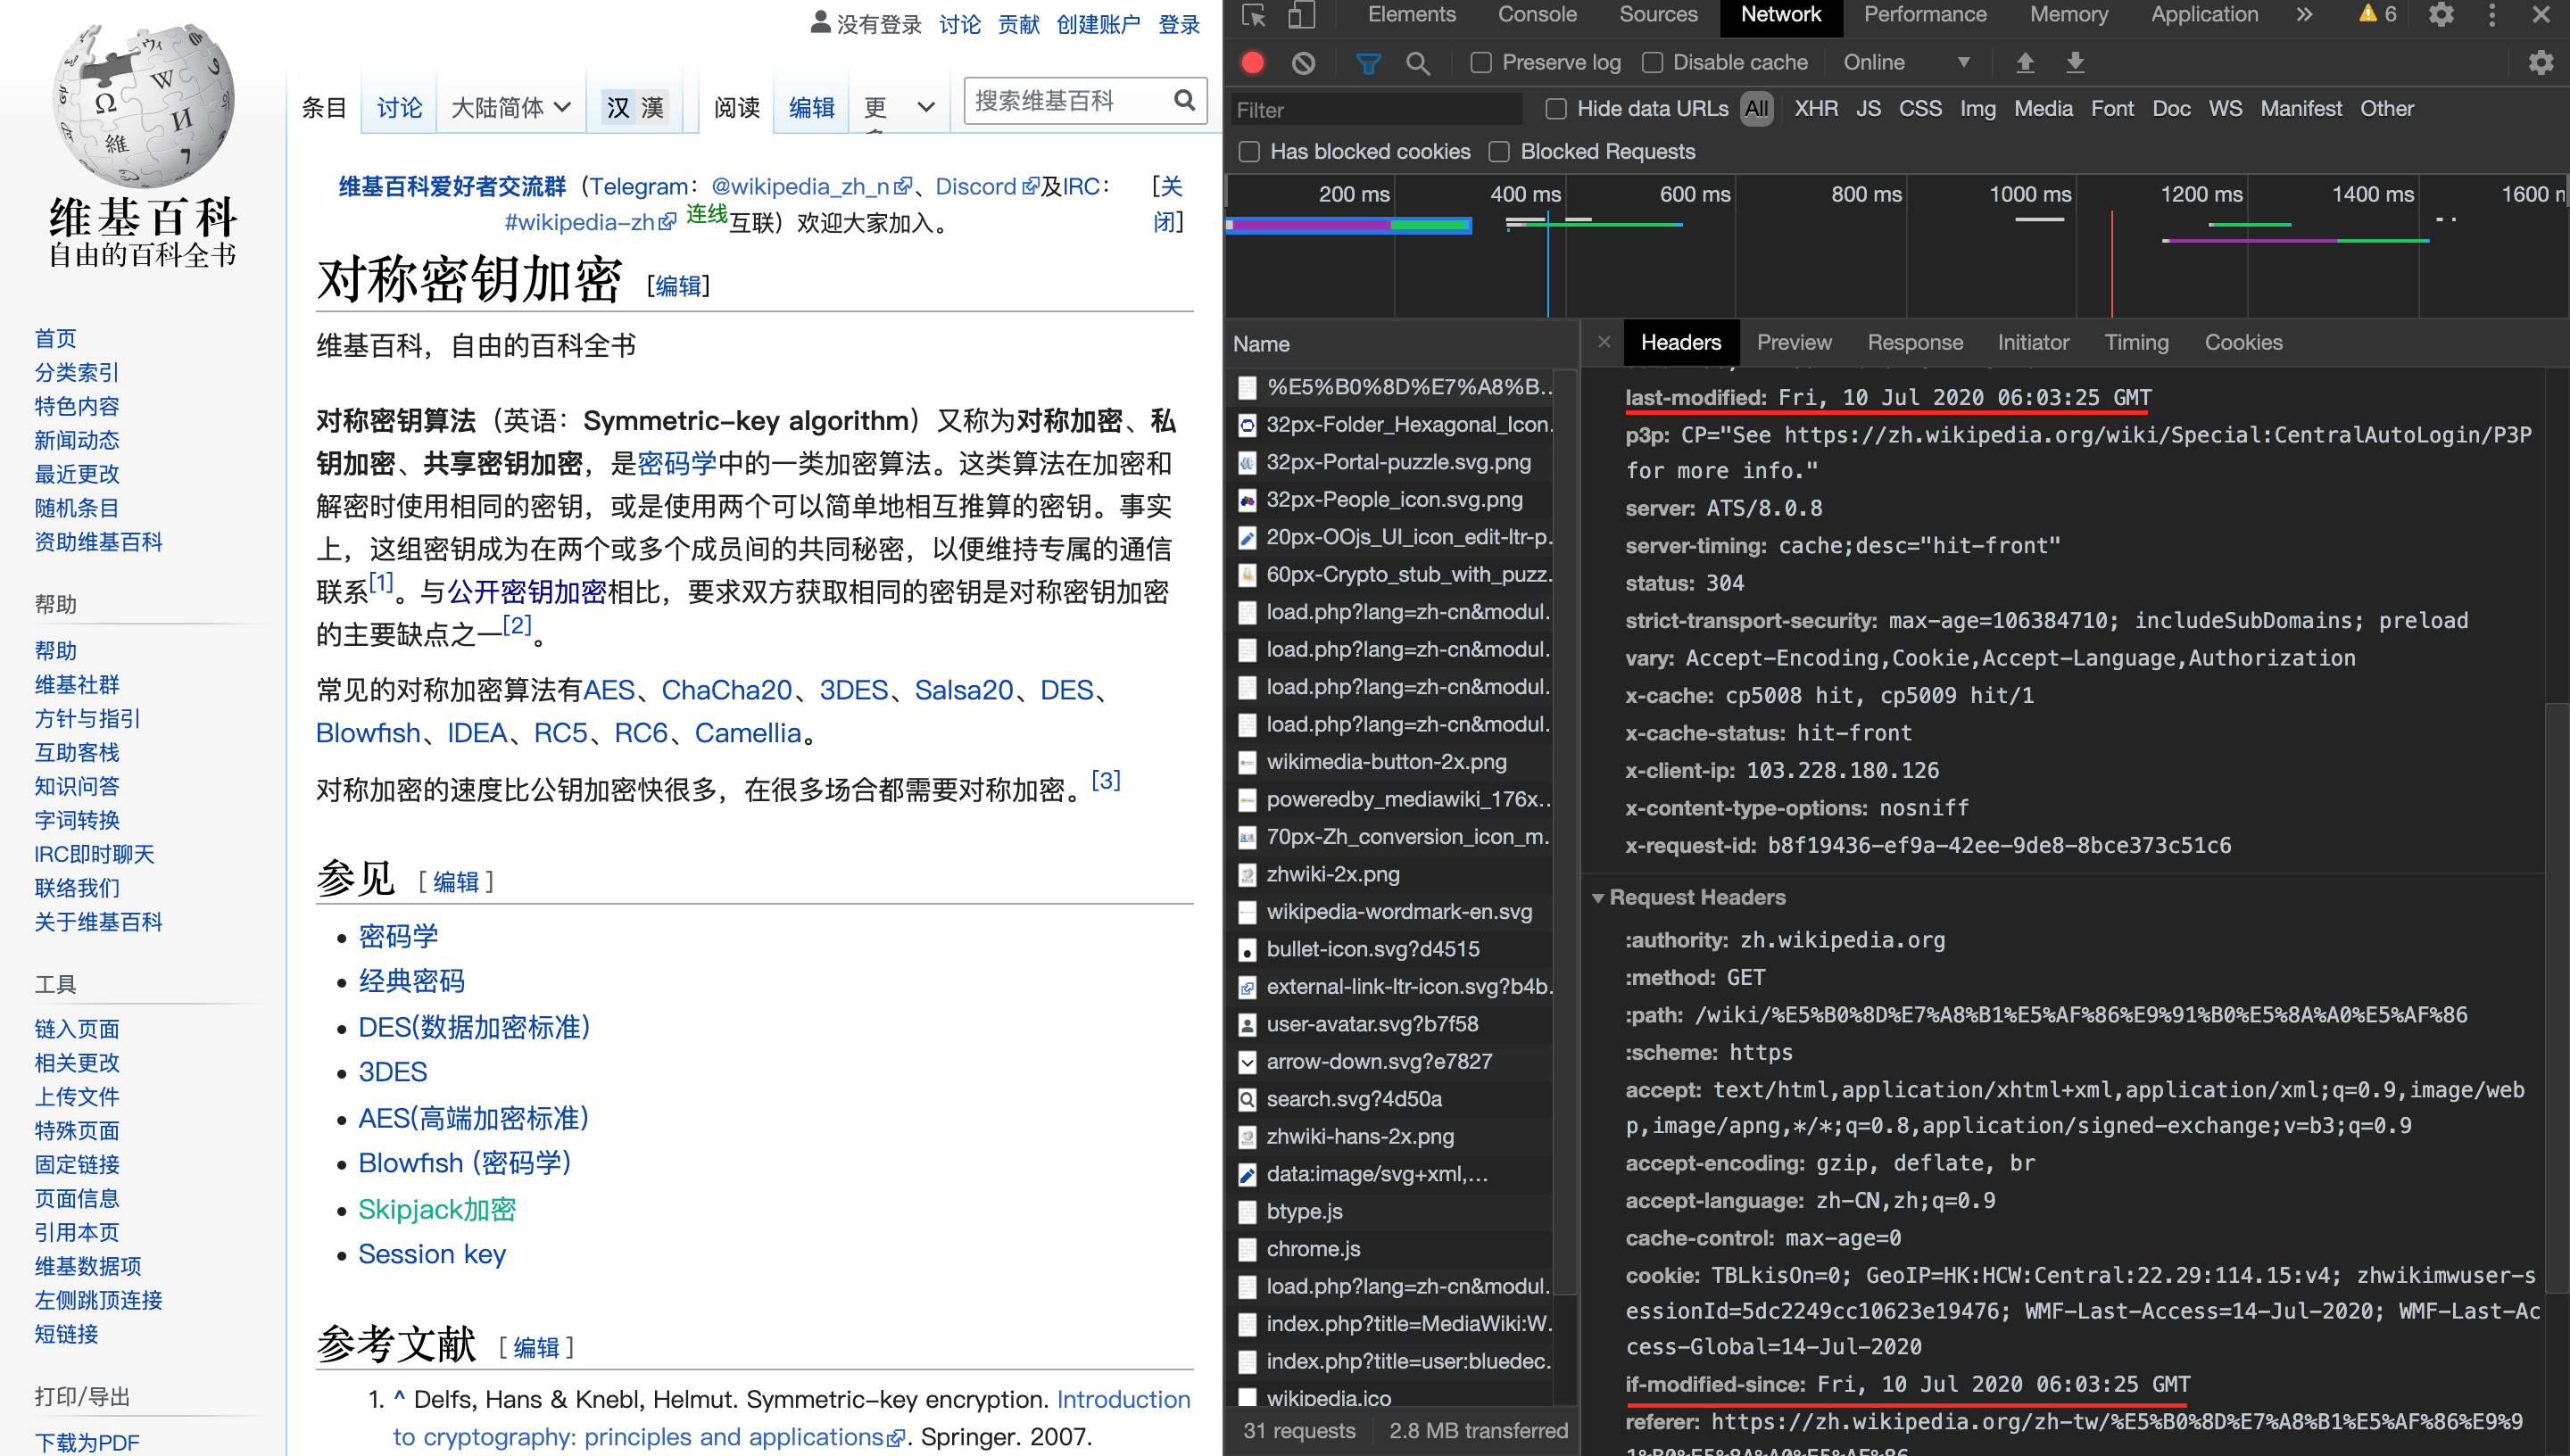 没有登录 讨论 贡献 创建账户 登录
条目 讨论 大陆简体 汉 漢 阅读 编辑 更 搜索维基百科
维基百科
自由的百科全书
维基百科爱好者交流群（Telegram：@wikipedia_zh_n、Discord及IRC： [关
#wikipedia-zh 连线互联）欢迎大家加入。 闭]
对称密钥加密 [编辑]
维基百科，自由的百科全书
对称密钥算法（英语：Symmetric-key algorithm）又称为对称加密、私
钥加密、共享密钥加密，是密码学中的一类加密算法。这类算法在加密和
解密时使用相同的密钥，或是使用两个可以简单地相互推算的密钥。事实
上，这组密钥成为在两个或多个成员间的共同秘密，以便维持专属的通信
联系[1]。与公开密钥加密相比，要求双方获取相同的密钥是对称密钥加密
的主要缺点之一[2]。
常见的对称加密算法有AES、ChaCha20、3DES、Salsa20、DES、
Blowfish、IDEA、RC5、RC6、Camellia。
对称加密的速度比公钥加密快很多，在很多场合都需要对称加密。[3]
参见 [ 编辑 ]
密码学
经典密码
DES(数据加密标准)
3DES
AES(高端加密标准)
Blowfish (密码学)
Skipjack加密
Session key
参考文献 [ 编辑 ]
1. ^ Delfs, Hans & Knebl, Helmut. Symmetric-key encryption. Introduction
to cryptography: principles and applications. Springer. 2007.
首页
分类索引
特色内容
新闻动态
最近更改
随机条目
资助维基百科
帮助
帮助
维基社群
方针与指引
互助客栈
知识问答
字词转换
IRC即时聊天
联络我们
关于维基百科
工具
链入页面
相关更改
上传文件
特殊页面
固定链接
页面信息
引用本页
维基数据项
左侧跳顶连接
短链接
打印/导出
下载为PDF
Elements Console Sources Network Performance Memory Application » 6
Preserve log Disable cache Online
Filter Hide data URLs All XHR JS CSS Img Media Font Doc WS Manifest Other
Has blocked cookies Blocked Requests
200 ms 400 ms 600 ms 800 ms 1000 ms 1200 ms 1400 ms 1600 m
Name
%E5%B0%8D%E7%A8%B...
32px-Folder_Hexagonal_Icon.
32px-Portal-puzzle.svg.png
32px-People_icon.svg.png
20px-OOjs_UI_icon_edit-ltr-p.
60px-Crypto_stub_with_puzz.
load.php?lang=zh-cn&modul.
load.php?lang=zh-cn&modul.
load.php?lang=zh-cn&modul.
load.php?lang=zh-cn&modul.
wikimedia-button-2x.png
poweredby_mediawiki_176x..
70px-Zh_conversion_icon_m.
zhwiki-2x.png
wikipedia-wordmark-en.svg
bullet-icon.svg?d4515
external-link-ltr-icon.svg?b4b.
user-avatar.svg?b7f58
arrow-down.svg?e7827
search.svg?4d50a
zhwiki-hans-2x.png
data:image/svg+xml,...
btype.js
chrome.js
load.php?lang=zh-cn&modul.
index.php?title=MediaWiki:W.
index.php?title=user:bluedec.
wikipedia.ico
31 requests 2.8 MB transferred
Headers Preview Response Initiator Timing Cookies
last-modified: Fri, 10 Jul 2020 06:03:25 GMT
p3p: CP="See https://zh.wikipedia.org/wiki/Special:CentralAutoLogin/P3P
for more info."
server: ATS/8.0.8
server-timing: cache;desc="hit-front"
status: 304
strict-transport-security: max-age=106384710; includeSubDomains; preload
vary: Accept-Encoding,Cookie,Accept-Language,Authorization
x-cache: cp5008 hit, cp5009 hit/1
x-cache-status: hit-front
x-client-ip: 103.228.180.126
x-content-type-options: nosniff
x-request-id: b8f19436-ef9a-42ee-9de8-8bce373c51c6
Request Headers
:authority: zh.wikipedia.org
:method: GET
:path: /wiki/%E5%B0%8D%E7%A8%B1%E5%AF%86%E9%91%B0%E5%8A%A0%E5%AF%86
:scheme: https
accept: text/html,application/xhtml+xml,application/xml;q=0.9,image/web
p,image/apng,*/*;q=0.8,application/signed-exchange;v=b3;q=0.9
accept-encoding: gzip, deflate, br
accept-language: zh-CN,zh;q=0.9
cache-control: max-age=0
cookie: TBLkisOn=0; GeoIP=HK:HCW:Central:22.29:114.15:v4; zhwikimwuser-s
essionId=5dc2249cc10623e19476; WMF-Last-Access=14-Jul-2020; WMF-Last-Ac
cess-Global=14-Jul-2020
if-modified-since: Fri, 10 Jul 2020 06:03:25 GMT
referer: https://zh.wikipedia.org/zh-tw/%E5%B0%8D%E7%A8%B1%E5%AF%86%E9%9
1%B0%E5%8A%A0%E5%AF%86